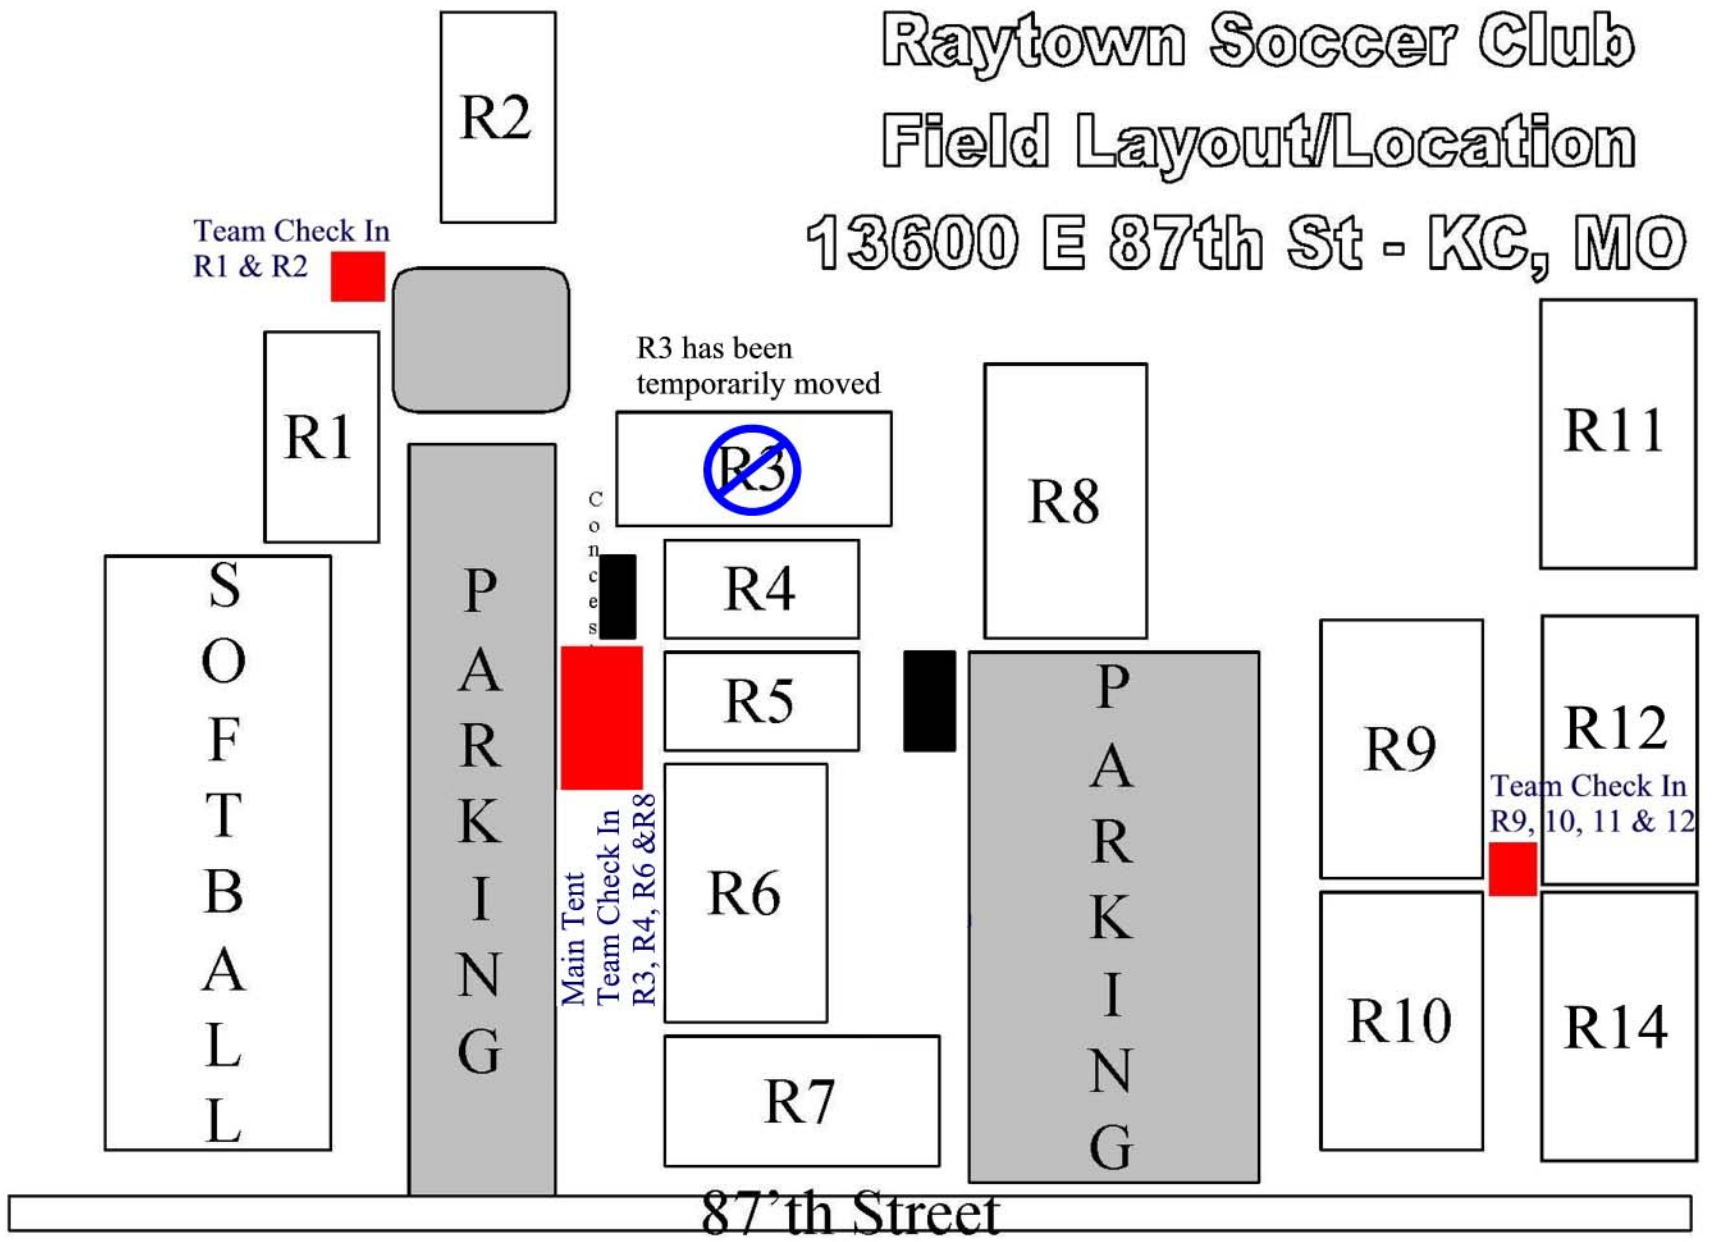 Raytown Soccer Club
Field Layout/Location
13600 E 87th St - KC, MO
R2
Team Check In
R1 & R2
R1
R3 has been
temporarily moved
R3
R8
R11
Conces
R4
SOFTBALL
PARKING
R5
PARKING
R9
R12
Team Check In
R9, 10, 11 & 12
Main Tent
Team Check In
R3, R4, R6 &R8
R6
R10
R14
R7
87'th Street